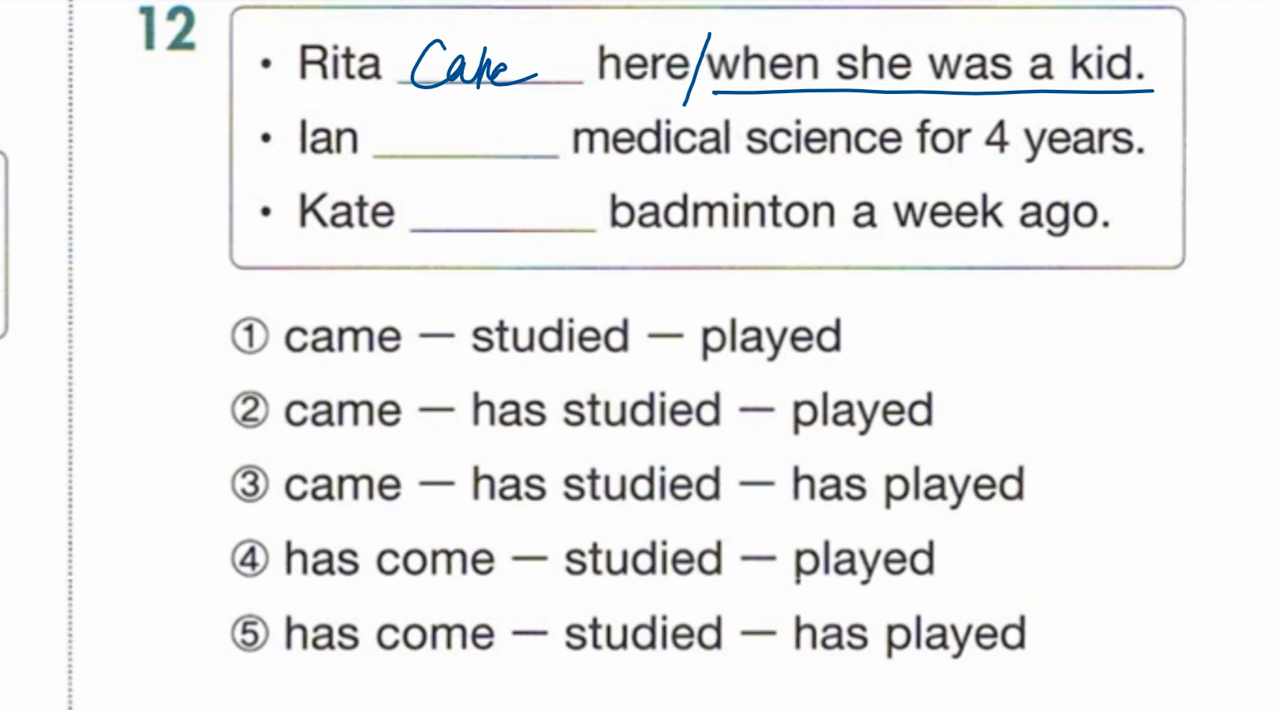 12
• Rita came here/when she was a kid.
• Ian ________ medical science for 4 years.
• Kate ________ badminton a week ago.
① came — studied — played
② came — has studied — played
③ came — has studied — has played
④ has come — studied — played
⑤ has come — studied — has played